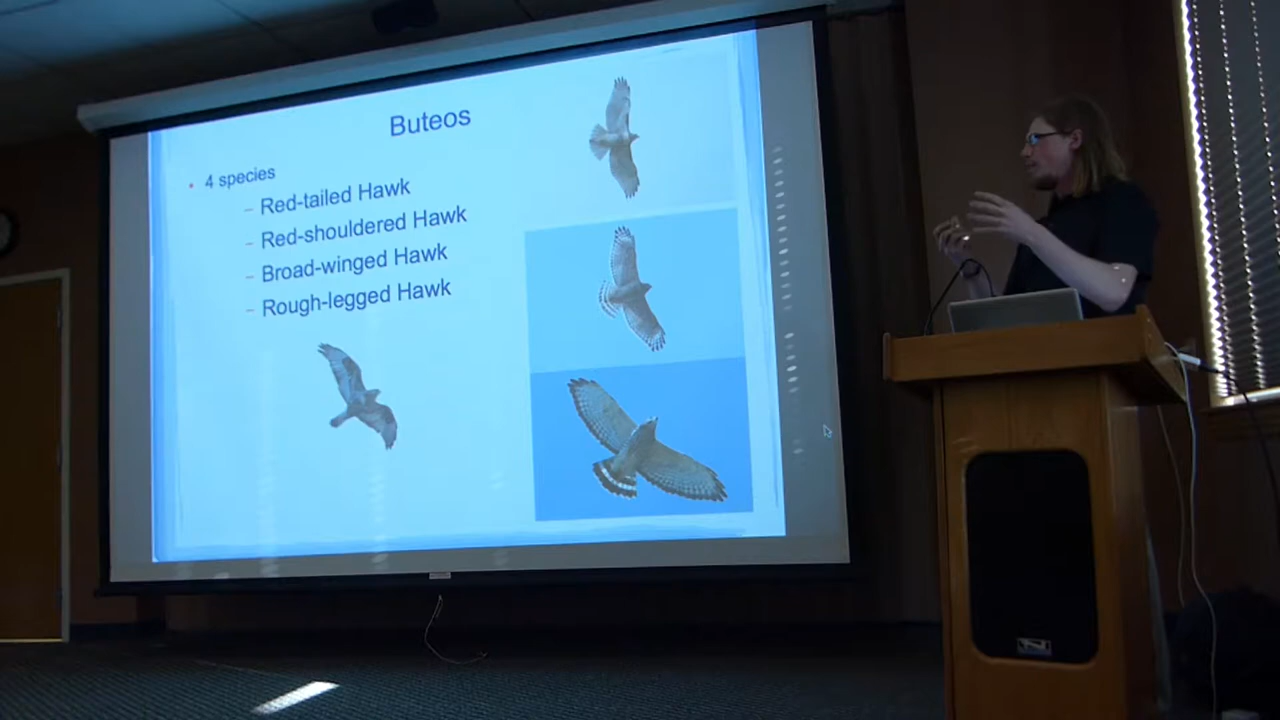 Buteos
• 4 species
– Red-tailed Hawk
– Red-shouldered Hawk
– Broad-winged Hawk
– Rough-legged Hawk